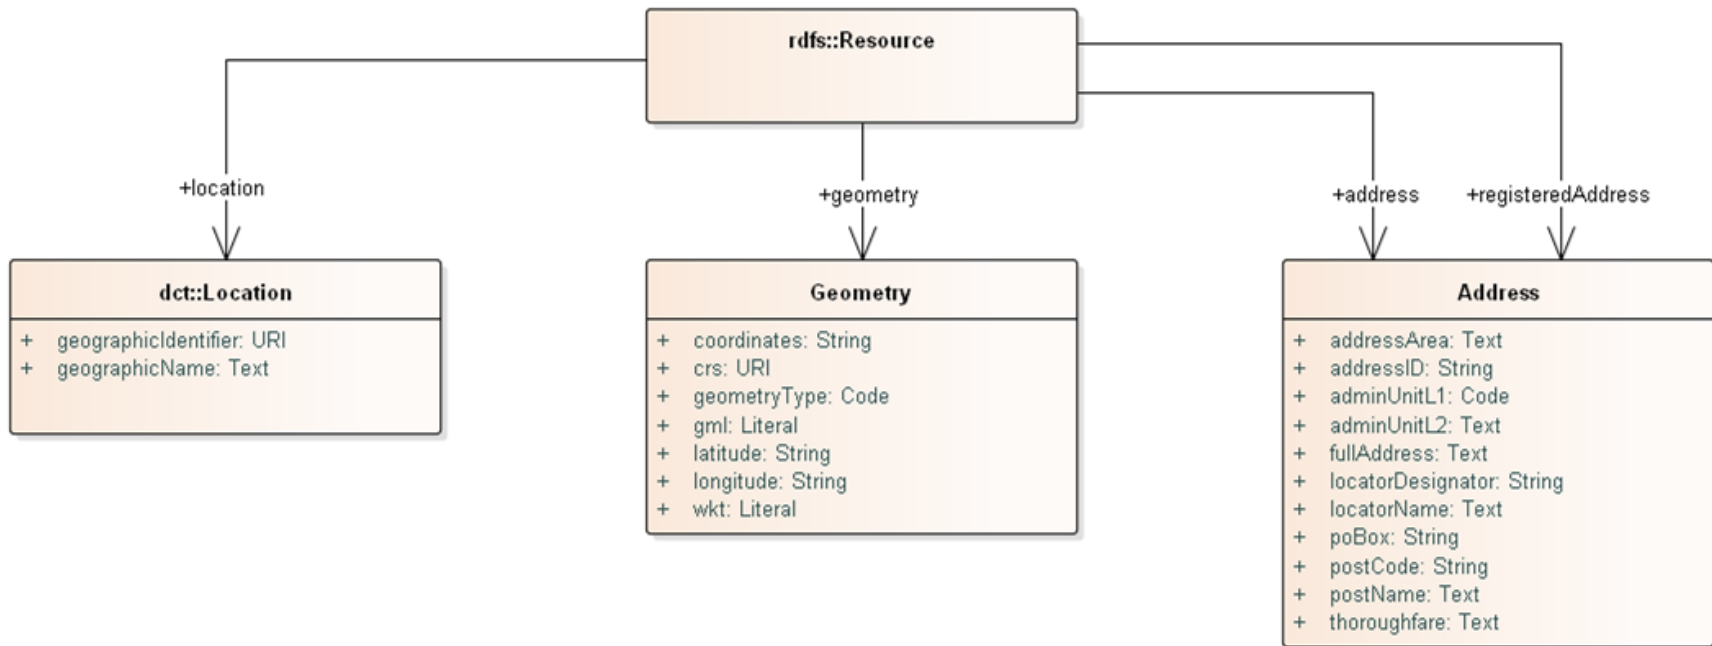 rdfs::Resource
+location
+geometry
+address
+registeredAddress
dct::Location
+ geographicIdentifier: URI
+ geographicName: Text
Geometry
+ coordinates: String
+ crs: URI
+ geometryType: Code
+ gml: Literal
+ latitude: String
+ longitude: String
+ wkt: Literal
Address
+ addressArea: Text
+ addressID: String
+ adminUnitL1: Code
+ adminUnitL2: Text
+ fullAddress: Text
+ locatorDesignator: String
+ locatorName: Text
+ poBox: String
+ postCode: String
+ postName: Text
+ thoroughfare: Text